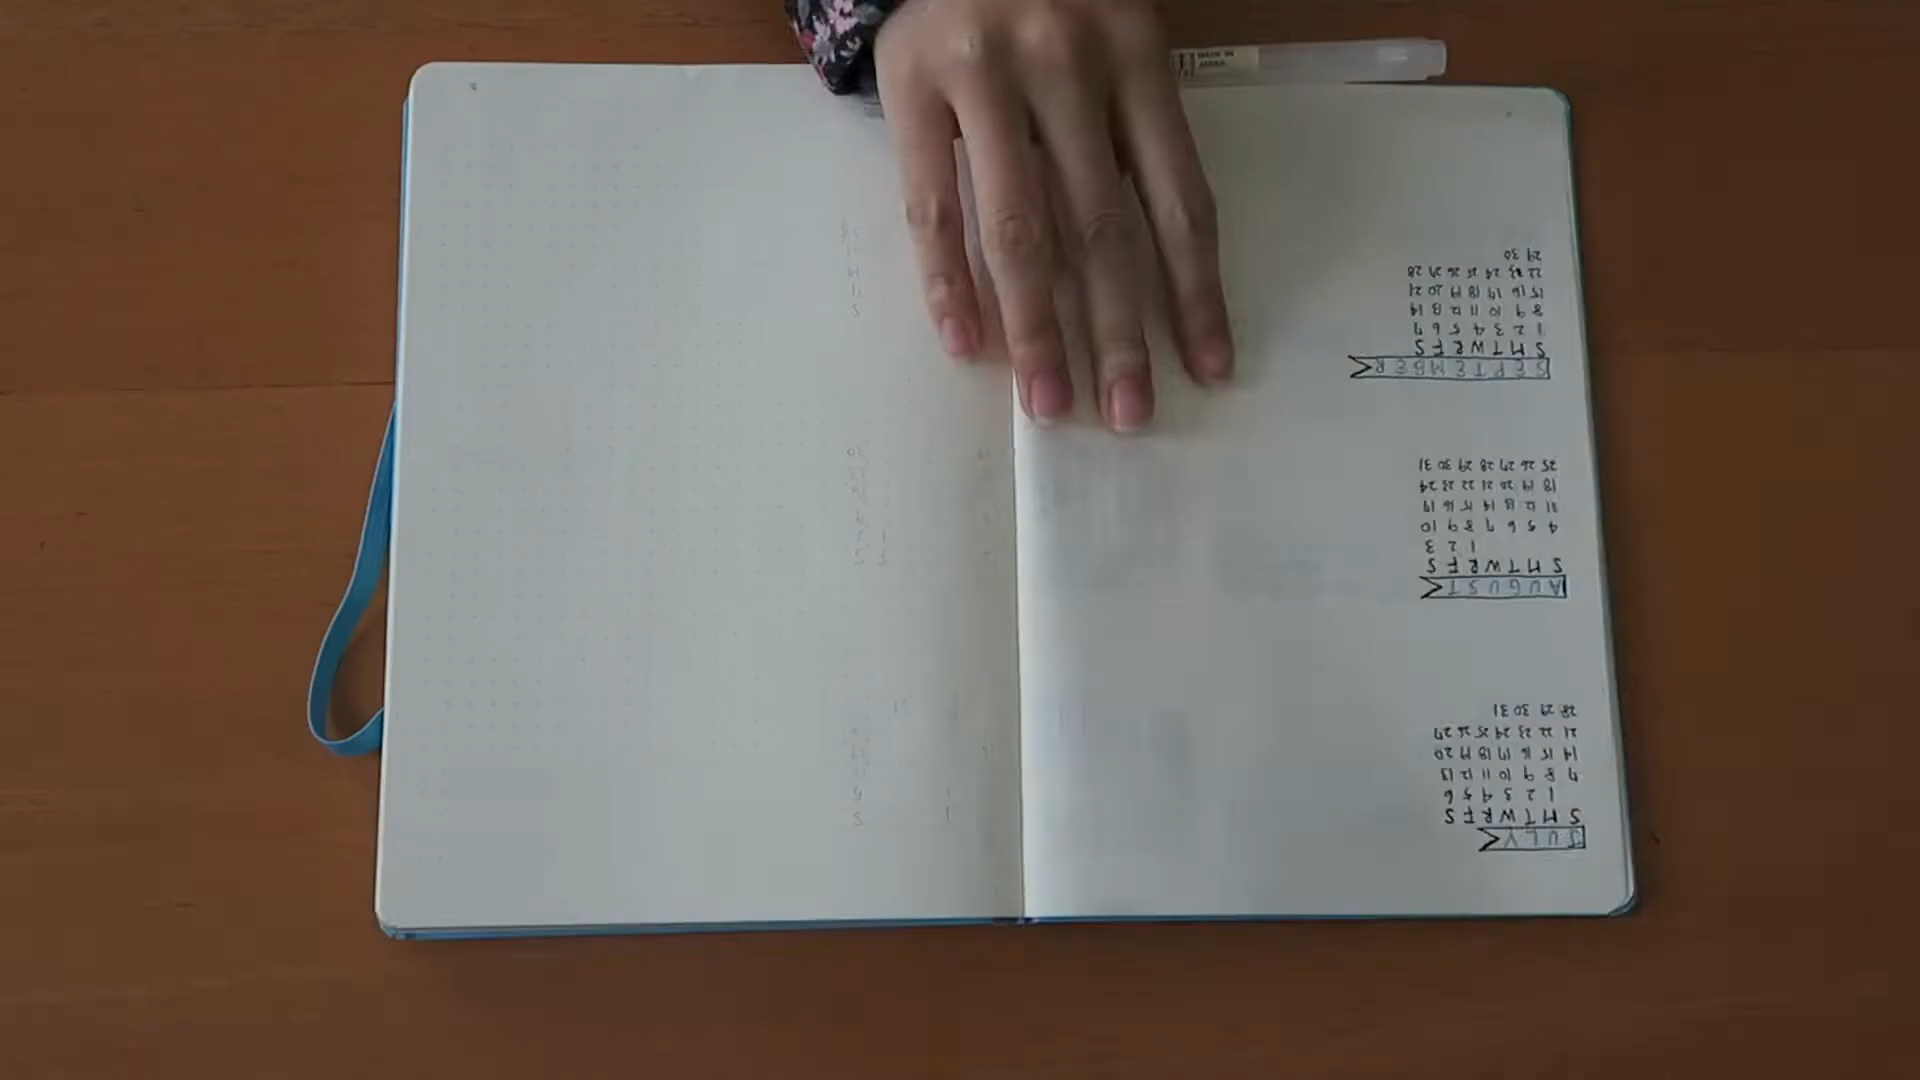 JULY
S M T W R F S
1 2 3 4 5 6
7 8 9 10 11 12 13
14 15 16 17 18 19 20
21 22 23 24 25 26 27
28 29 30 31
AUGUST
S M T W R F S
1 2 3
4 5 6 7 8 9 10
11 12 13 14 15 16 17
18 19 20 21 22 23 24
25 26 27 28 29 30 31
SEPTEMBER
S M T W R F S
1 2 3 4 5 6 7
8 9 10 11 12 13 14
15 16 17 18 19 20 21
22 23 24 25 26 27 28
29 30
MADE IN
JAPAN